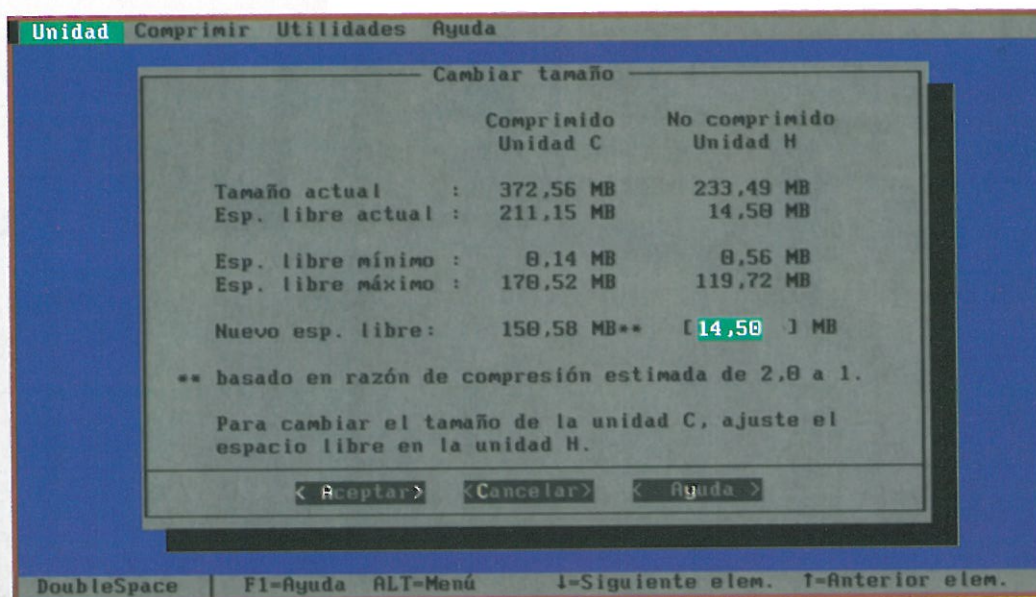 Unidad Comprimir Utilidades Ayuda
Cambiar tamaño
Comprimido No comprimido
Unidad C Unidad H
Tamaño actual : 372,56 MB 233,49 MB
Esp. libre actual : 211,15 MB 14,50 MB
Esp. libre mínimo : 0,14 MB 0,56 MB
Esp. libre máximo : 170,52 MB 119,72 MB
Nuevo esp. libre: 150,58 MB** [14,50 ] MB
** basado en razón de compresión estimada de 2,0 a 1.
Para cambiar el tamaño de la unidad C, ajuste el
espacio libre en la unidad H.
< Aceptar> <Cancelar> < Ayuda >
DoubleSpace | F1=Ayuda ALT=Menú ↓=Siguiente elem. ↑=Anterior elem.